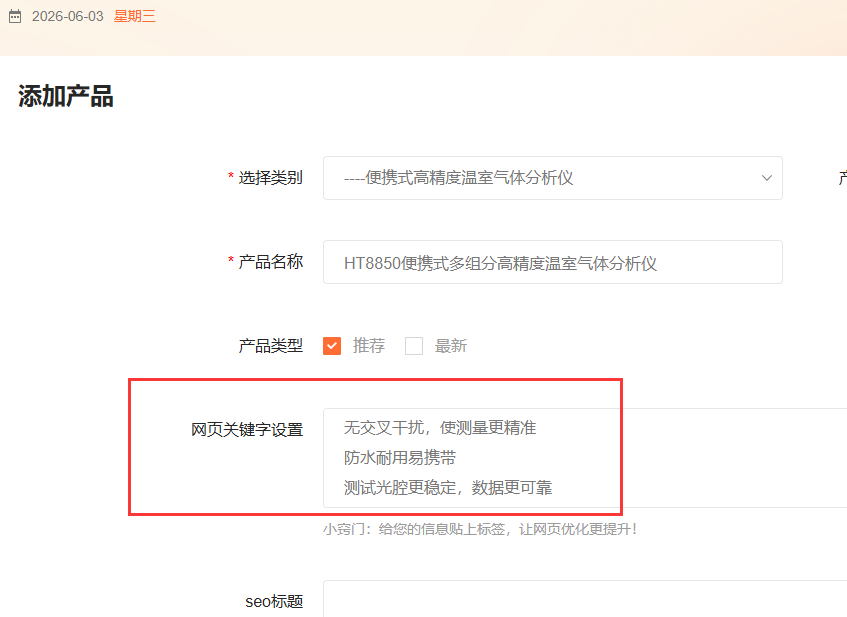 2026-06-03 星期三
添加产品
* 选择类别 ----便携式高精度温室气体分析仪
* 产品名称 HT8850便携式多组分高精度温室气体分析仪
产品类型 推荐 最新
网页关键字设置 无交叉干扰，使测量更精准
防水耐用易携带
测试光腔更稳定，数据更可靠
小窍门：给您的信息贴上标签，让网页优化更提升！
seo标题